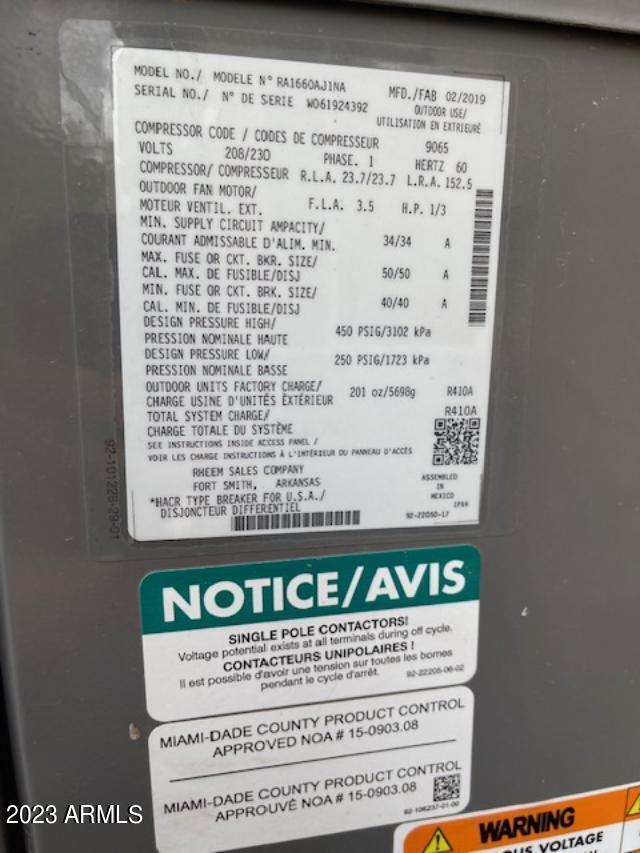 MODEL NO./ MODELE N° RA1660AJ1NA MFD./FAB 02/2019
SERIAL NO./ N° DE SERIE W061924392 OUTDOOR USE/
UTILISATION EN EXTRIEURÉ
COMPRESSOR CODE / CODES DE COMPRESSEUR 9065
VOLTS 208/230 PHASE. 1 HERTZ 60
COMPRESSOR/ COMPRESSEUR R.L.A. 23.7/23.7 L.R.A. 152.5
OUTDOOR FAN MOTOR/
MOTEUR VENTIL. EXT. F.L.A. 3.5 H.P. 1/3
MIN. SUPPLY CIRCUIT AMPACITY/
COURANT ADMISSABLE D'ALIM. MIN. 34/34 A
MAX. FUSE OR CKT. BKR. SIZE/
CAL. MAX. DE FUSIBLE/DISJ 50/50 A
MIN. FUSE OR CKT. BRK. SIZE/
CAL. MIN. DE FUSIBLE/DISJ 40/40 A
DESIGN PRESSURE HIGH/
PRESSION NOMINALE HAUTE 450 PSIG/3102 kPa
DESIGN PRESSURE LOW/
PRESSION NOMINALE BASSE 250 PSIG/1723 kPa
OUTDOOR UNITS FACTORY CHARGE/
CHARGE USINE D'UNITÉS EXTÉRIEUR 201 oz/5698g R410A
TOTAL SYSTEM CHARGE/ R410A
CHARGE TOTALE DU SYSTÈME
SEE INSTRUCTIONS INSIDE ACCESS PANEL /
VOIR LES CHARGE INSTRUCTIONS À L'INTÉRIEUR DU PANNEAU D'ACCÈS
RHEEM SALES COMPANY
FORT SMITH, ARKANSAS
ASSEMBLED
IN
MEXICO
*HACR TYPE BREAKER FOR U.S.A./
DISJONCTEUR DIFFERENTIEL
92-22050-17
92-101228-29-01
NOTICE/AVIS
SINGLE POLE CONTACTORS!
Voltage potential exists at all terminals during off cycle.
CONTACTEURS UNIPOLAIRES !
Il est possible d'avoir une tension sur toutes les bornes
pendant le cycle d'arrêt. 92-22205-06-02
MIAMI-DADE COUNTY PRODUCT CONTROL
APPROVED NOA # 15-0903.08
MIAMI-DADE COUNTY PRODUCT CONTROL
APPROUVÉ NOA # 15-0903.08
92-106237-01-00
WARNING
VOLTAGE
2023 ARMLS